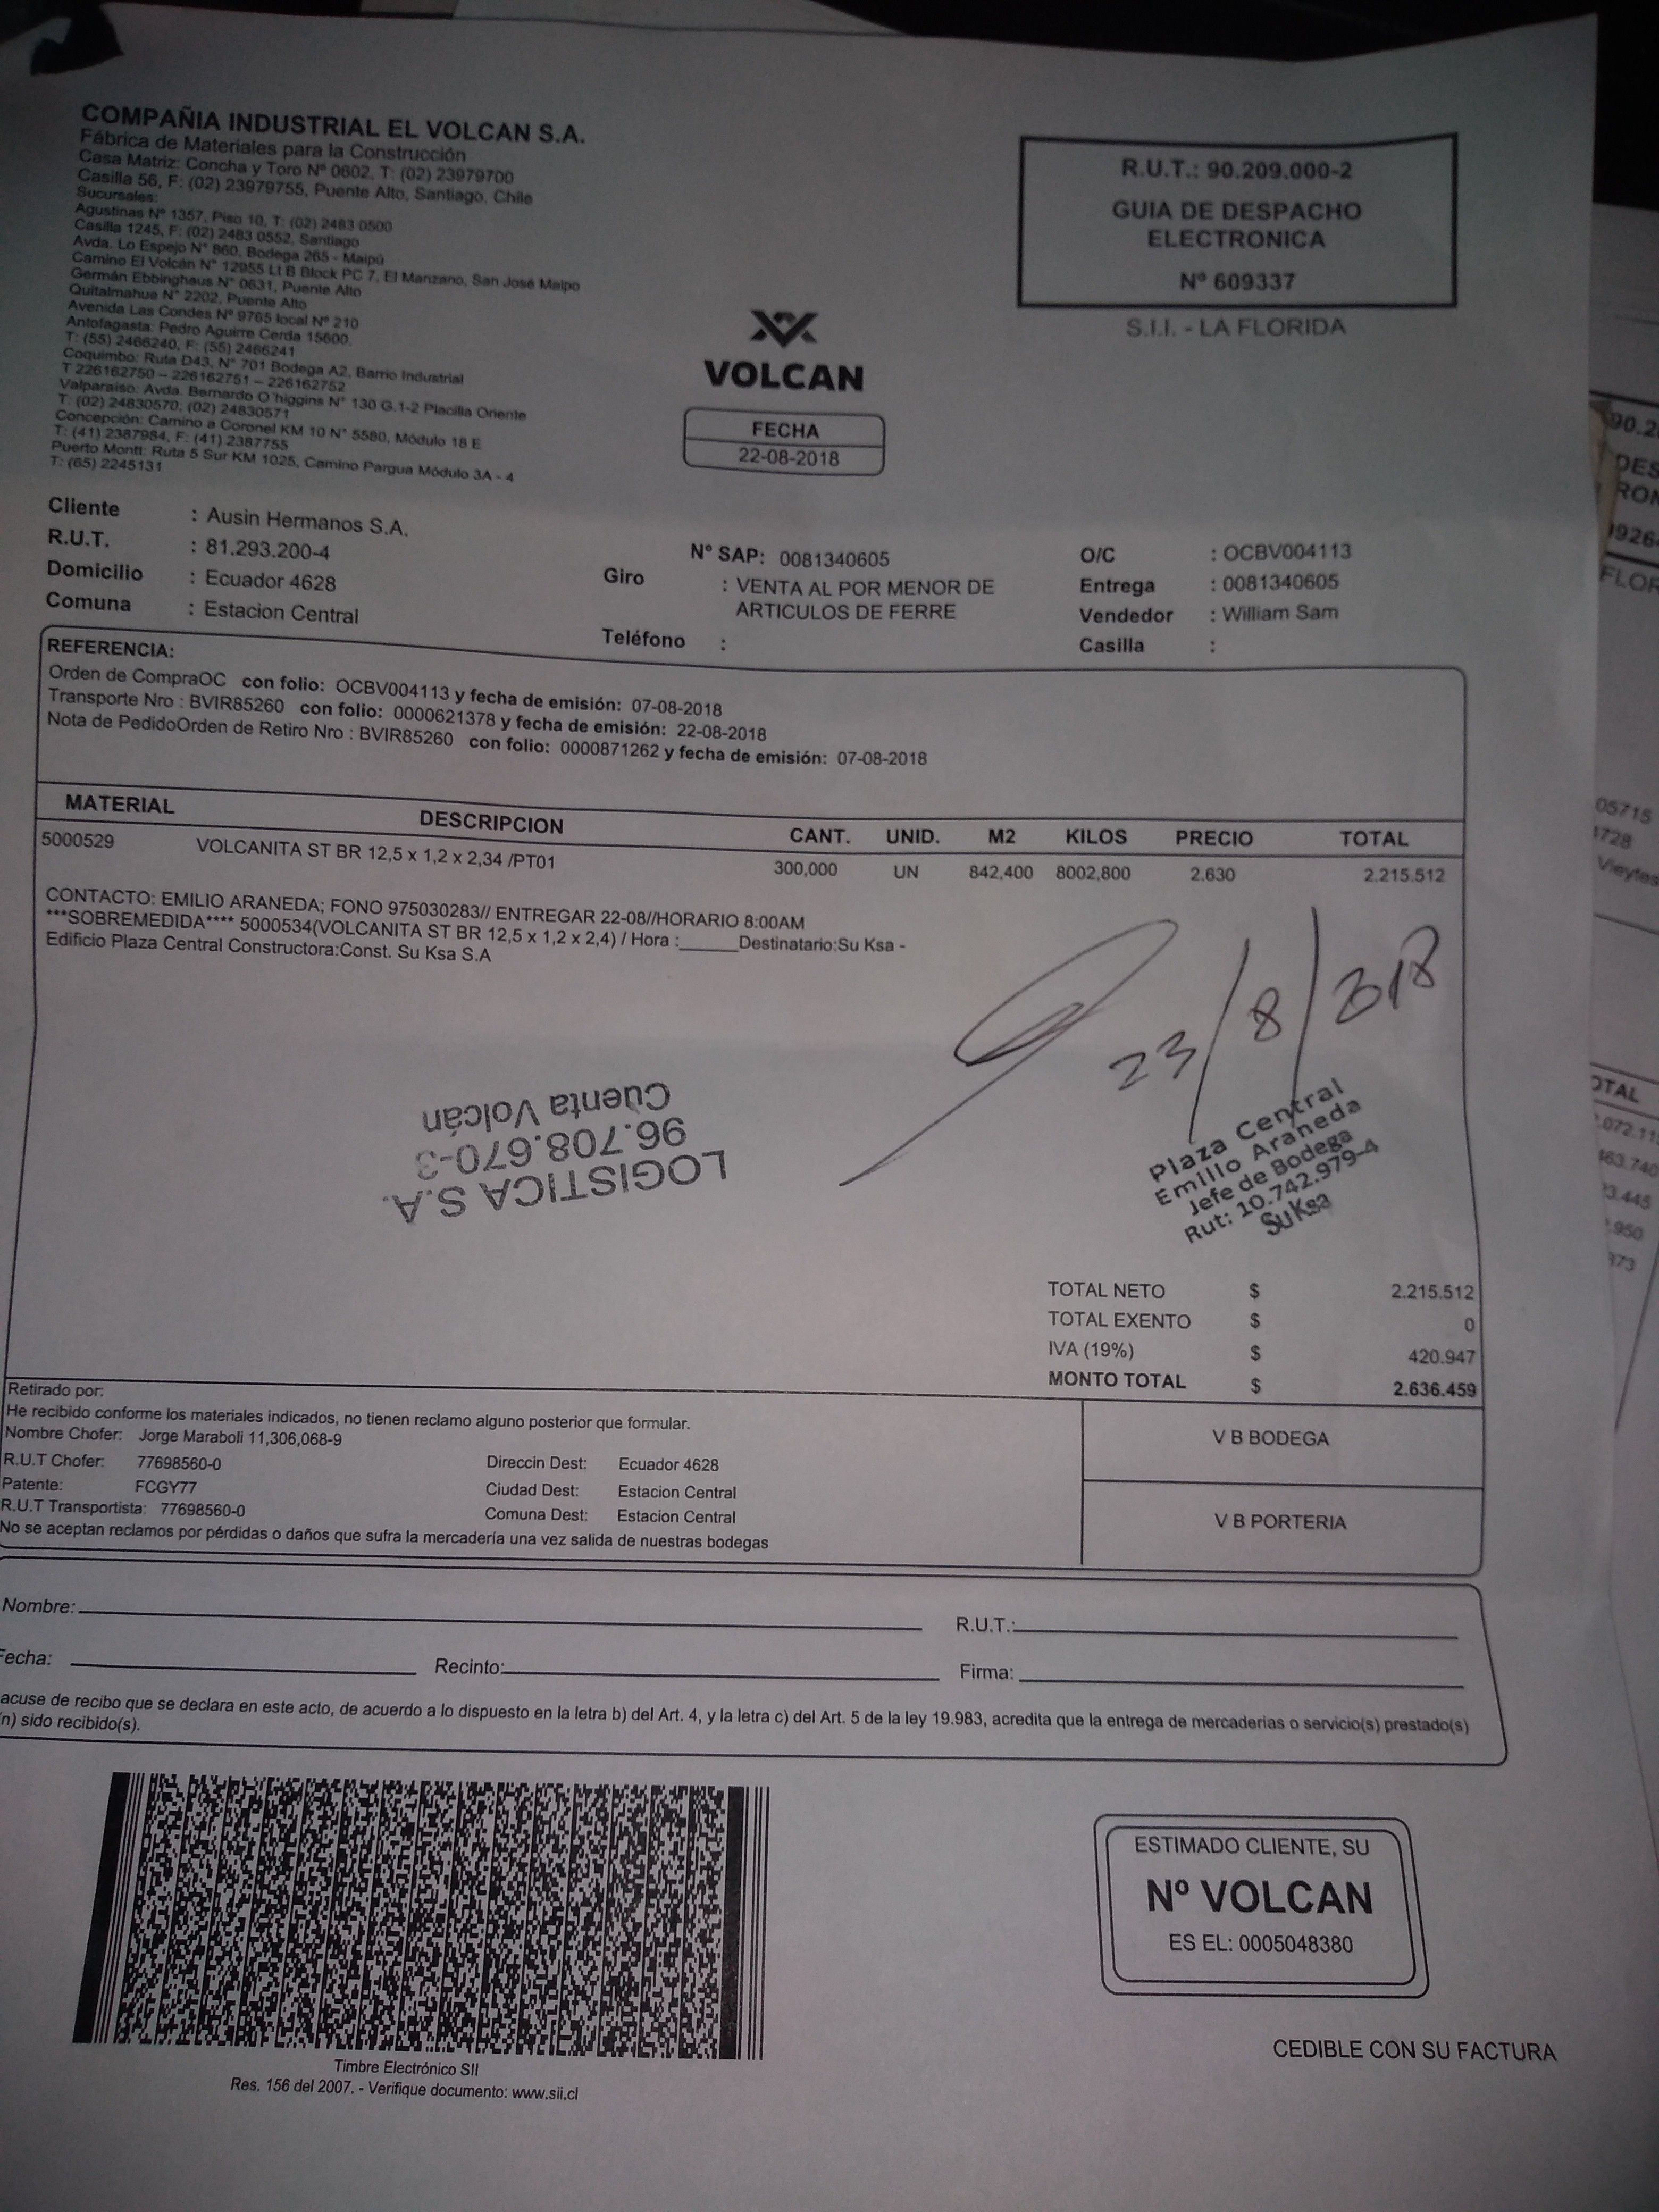 COMPAÑIA INDUSTRIAL EL VOLCAN S.A.
Fábrica de Materiales para la Construcción
Casa Matriz: Concha y Toro Nº 0602, T: (02) 23979700
Casilla 56, F: (02) 23979755, Puente Alto, Santiago, Chile
Sucursales:
Agustinas Nº 1357, Piso 10, T: (02) 2483 0500
Casilla 1245, F: (02) 2483 0552, Santiago
Avda. Lo Espejo N° 860, Bodega 265 - Maipú
Camino El Volcán N° 12955 Lt B Block PC 7, El Manzano, San José Maipo
Germán Ebbinghaus N° 0631, Puente Alto
Quitalmahue N° 2202, Puente Alto
Avenida Las Condes Nº 9765 local Nº 210
Antofagasta: Pedro Aguirre Cerda 15600.
T: (55) 2466240, F: (55) 2466241
Coquimbo: Ruta D43, N° 701 Bodega A2, Barrio Industrial
T 226162750 – 226162751 – 226162752
Valparaíso: Avda. Bernardo O'higgins N° 130 G.1-2 Placilla Oriente
T. (02) 24830570, (02) 24830571
Concepción: Camino a Coronel KM 10 N° 5580, Módulo 18 E
T: (41) 2387984, F: (41) 2387755
Puerto Montt: Ruta 5 Sur KM 1025, Camino Pargua Módulo 3A - 4
T: (65) 2245131
R.U.T.: 90.209.000-2
GUIA DE DESPACHO
ELECTRONICA
Nº 609337
S.I.I. - LA FLORIDA
VOLCAN
FECHA
22-08-2018
Cliente : Ausin Hermanos S.A.
R.U.T. : 81.293.200-4
Domicilio : Ecuador 4628
Comuna : Estacion Central
N° SAP: 0081340605
Giro : VENTA AL POR MENOR DE
ARTICULOS DE FERRE
Teléfono :
O/C : OCBV004113
Entrega : 0081340605
Vendedor : William Sam
Casilla :
REFERENCIA:
Orden de CompraOC con folio: OCBV004113 y fecha de emisión: 07-08-2018
Transporte Nro : BVIR85260 con folio: 0000621378 y fecha de emisión: 22-08-2018
Nota de PedidoOrden de Retiro Nro : BVIR85260 con folio: 0000871262 y fecha de emisión: 07-08-2018
MATERIAL DESCRIPCION CANT. UNID. M2 KILOS PRECIO TOTAL
5000529 VOLCANITA ST BR 12,5 x 1,2 x 2,34 /PT01 300,000 UN 842,400 8002,800 2.630 2.215.512
CONTACTO: EMILIO ARANEDA; FONO 975030283// ENTREGAR 22-08//HORARIO 8:00AM
***SOBREMEDIDA**** 5000534(VOLCANITA ST BR 12,5 x 1,2 x 2,4) / Hora :______Destinatario:Su Ksa -
Edificio Plaza Central Constructora:Const. Su Ksa S.A
23/8/2018
LOGISTICA S.A.
96.708.670-3
Cuenta Volcán
Plaza Central
Emilio Araneda
Jefe de Bodega
Rut: 10.742.979-4
Su Ksa
TOTAL NETO $ 2.215.512
TOTAL EXENTO $ 0
IVA (19%) $ 420.947
MONTO TOTAL $ 2.636.459
Retirado por:
He recibido conforme los materiales indicados, no tienen reclamo alguno posterior que formular.
Nombre Chofer: Jorge Maraboli 11,306,068-9
R.U.T Chofer: 77698560-0 Direccin Dest: Ecuador 4628
Patente: FCGY77 Ciudad Dest: Estacion Central
R.U.T Transportista: 77698560-0 Comuna Dest: Estacion Central
No se aceptan reclamos por pérdidas o daños que sufra la mercadería una vez salida de nuestras bodegas
V B BODEGA
V B PORTERIA
Nombre: R.U.T.:
Fecha: Recinto: Firma:
acuse de recibo que se declara en este acto, de acuerdo a lo dispuesto en la letra b) del Art. 4, y la letra c) del Art. 5 de la ley 19.983, acredita que la entrega de mercaderías o servicio(s) prestado(s)
n) sido recibido(s).
Timbre Electrónico SII
Res. 156 del 2007. - Verifique documento: www.sii.cl
ESTIMADO CLIENTE, SU
Nº VOLCAN
ES EL: 0005048380
CEDIBLE CON SU FACTURA
90.2
DES
RON
926
FLOR
05715
1728
Vieytes
OTAL
.072.11
463.740
3.445
.950
373